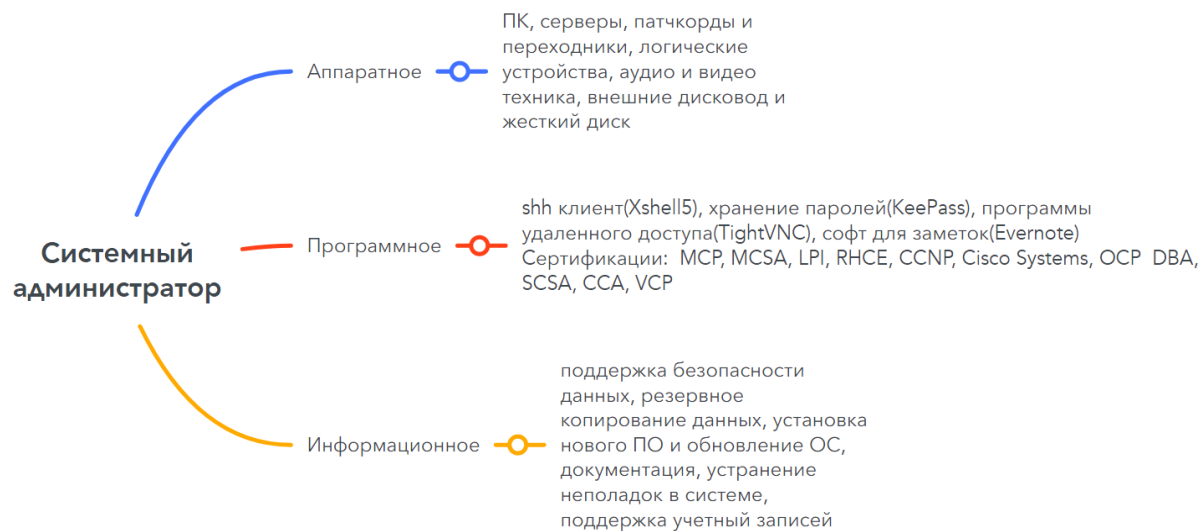 ПК, серверы, патчкорды и
переходники, логические
устройства, аудио и видео
техника, внешние дисковод и
жесткий диск
Аппаратное
shh клиент(Xshell5), хранение паролей(KeePass), программы
удаленного доступа(TightVNC), софт для заметок(Evernote)
Сертификации:  MCP, MCSA, LPI, RHCE, CCNP, Cisco Systems, OCP  DBA,
SCSA, CCA, VCP
Программное
Системный
администратор
поддержка безопасности
данных, резервное
копирование данных, установка
нового ПО и обновление ОС,
документация, устранение
неполадок в системе,
поддержка учетный записей
Информационное